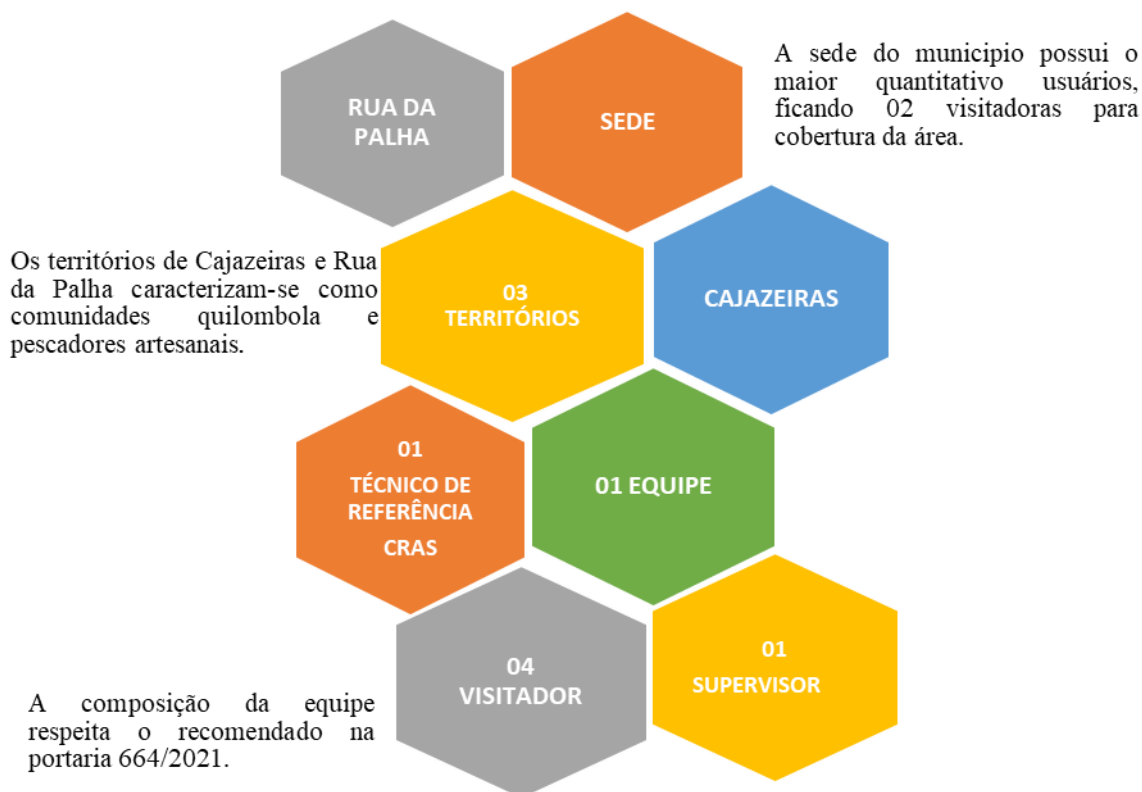 RUA DA
PALHA
SEDE
A sede do municipio possui o
maior quantitativo usuários,
ficando 02 visitadoras para
cobertura da área.
Os territórios de Cajazeiras e Rua
da Palha caracterizam-se como
comunidades quilombola e
pescadores artesanais.
03
TERRITÓRIOS
CAJAZEIRAS
01
TÉCNICO DE
REFERÊNCIA
CRAS
01 EQUIPE
04
VISITADOR
01
SUPERVISOR
A composição da equipe
respeita o recomendado na
portaria 664/2021.